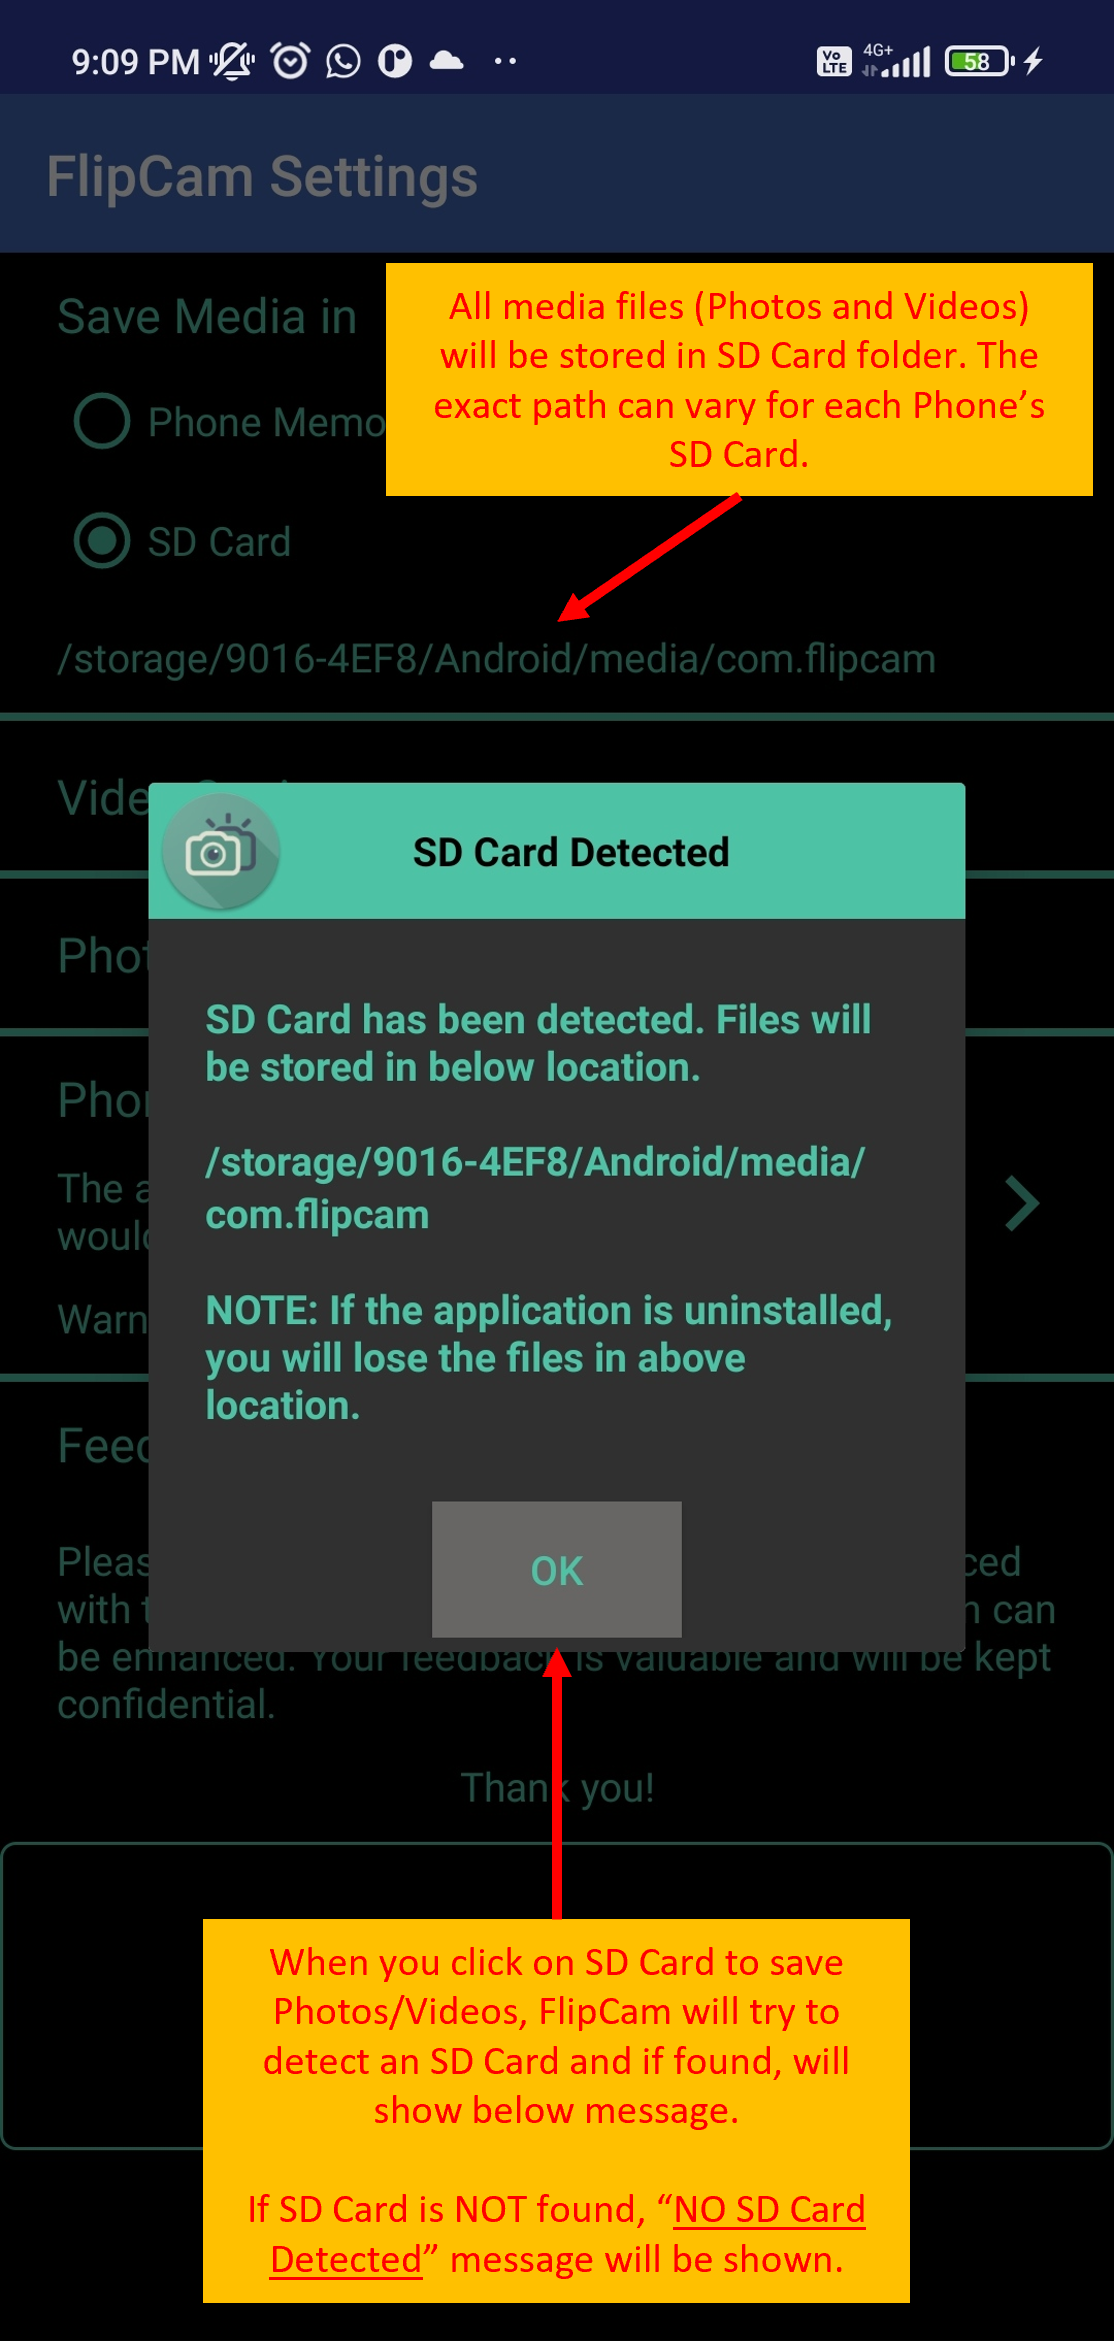 9:09 PM
Vo LTE 4G+ 58
FlipCam Settings
Save Media in
All media files (Photos and Videos)
will be stored in SD Card folder. The
exact path can vary for each Phone’s
SD Card.
Phone Memo
SD Card
/storage/9016-4EF8/Android/media/com.flipcam
Vide
SD Card Detected
Phot
SD Card has been detected. Files will
be stored in below location.
/storage/9016-4EF8/Android/media/
com.flipcam
NOTE: If the application is uninstalled,
you will lose the files in above
location.
OK
Phon
The a
would
Warn
Feed
Pleas ced
with t n can
be enhanced. Your feedback is valuable and will be kept
confidential.
Thank you!
When you click on SD Card to save
Photos/Videos, FlipCam will try to
detect an SD Card and if found, will
show below message.
If SD Card is NOT found, “NO SD Card
Detected” message will be shown.